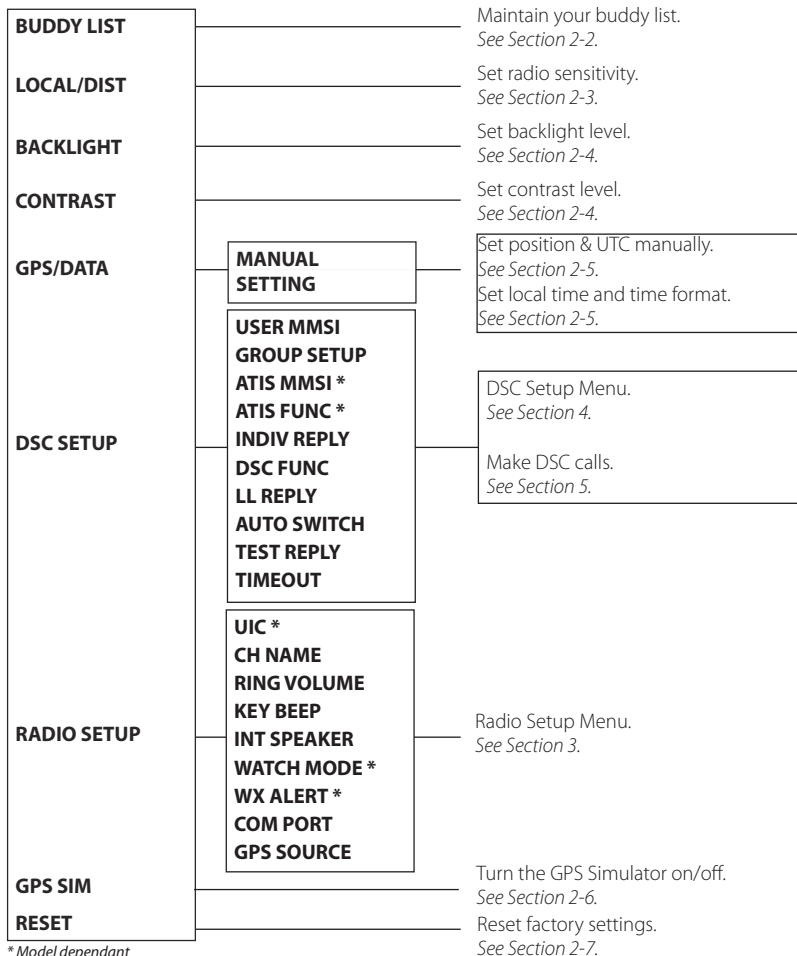 BUDDY LIST
Maintain your buddy list.
See Section 2-2.
LOCAL/DIST
Set radio sensitivity.
See Section 2-3.
BACKLIGHT
Set backlight level.
See Section 2-4.
CONTRAST
Set contrast level.
See Section 2-4.
GPS/DATA
MANUAL
SETTING
Set position & UTC manually.
See Section 2-5.
Set local time and time format.
See Section 2-5.
DSC SETUP
USER MMSI
GROUP SETUP
ATIS MMSI *
ATIS FUNC *
INDIV REPLY
DSC FUNC
LL REPLY
AUTO SWITCH
TEST REPLY
TIMEOUT
DSC Setup Menu.
See Section 4.
Make DSC calls.
See Section 5.
RADIO SETUP
UIC *
CH NAME
RING VOLUME
KEY BEEP
INT SPEAKER
WATCH MODE *
WX ALERT *
COM PORT
GPS SOURCE
Radio Setup Menu.
See Section 3.
GPS SIM
Turn the GPS Simulator on/off.
See Section 2-6.
RESET
Reset factory settings.
See Section 2-7.
* Model dependant